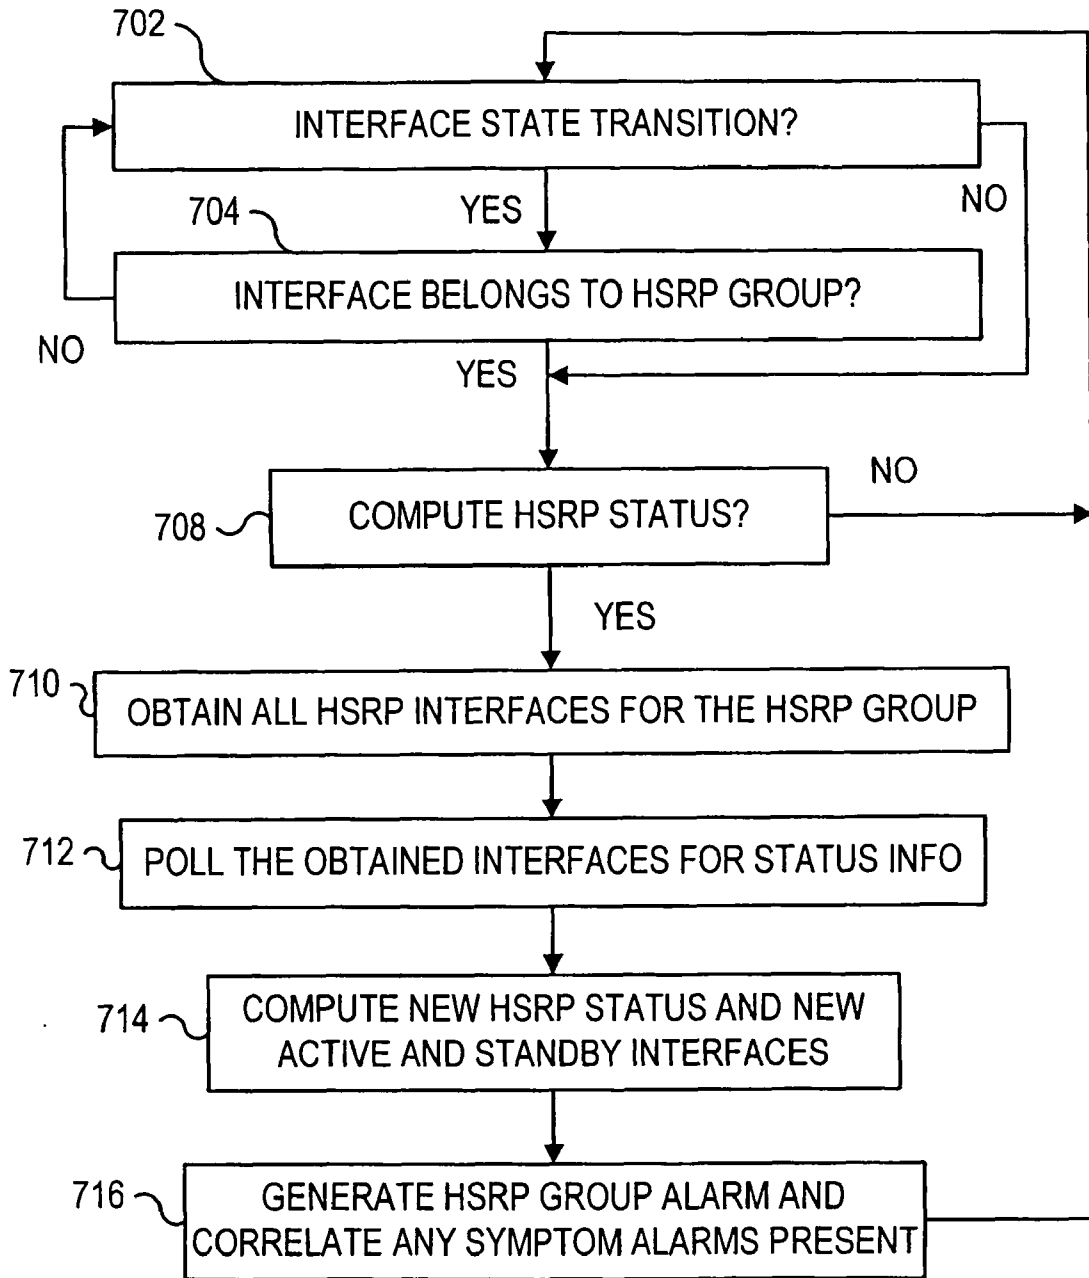 702
INTERFACE STATE TRANSITION?
YES
NO
704
INTERFACE BELONGS TO HSRP GROUP?
NO
YES
NO
708
COMPUTE HSRP STATUS?
YES
710
OBTAIN ALL HSRP INTERFACES FOR THE HSRP GROUP
712
POLL THE OBTAINED INTERFACES FOR STATUS INFO
714
COMPUTE NEW HSRP STATUS AND NEW
ACTIVE AND STANDBY INTERFACES
716
GENERATE HSRP GROUP ALARM AND
CORRELATE ANY SYMPTOM ALARMS PRESENT